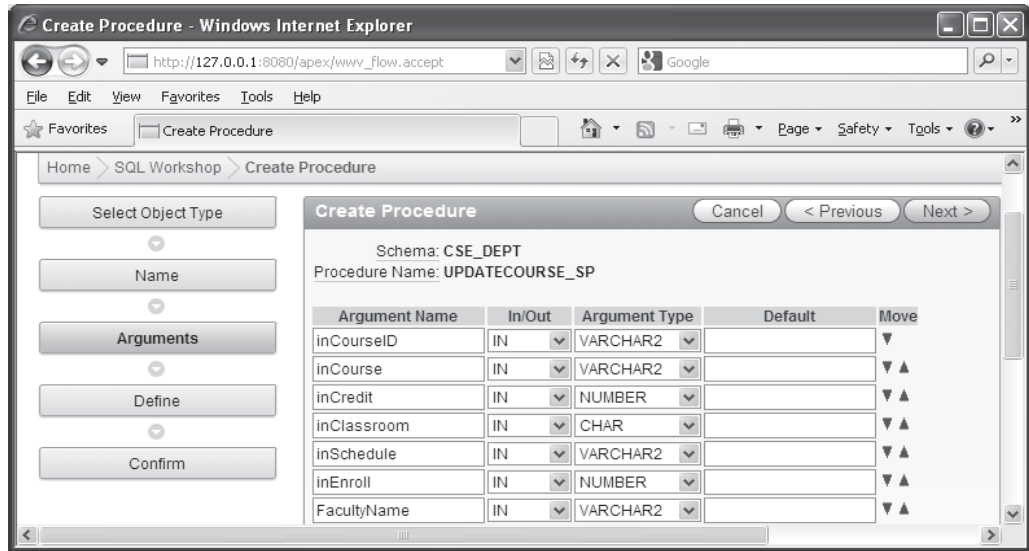 Create Procedure - Windows Internet Explorer
http://127.0.0.1:8080/apex/wwv_flow.accept
Google
File Edit View Favorites Tools Help
Favorites Create Procedure Page Safety Tools
Home SQL Workshop Create Procedure
Select Object Type
Name
Arguments
Define
Confirm
Create Procedure Cancel < Previous Next >
Schema: CSE_DEPT
Procedure Name: UPDATECOURSE_SP
Argument Name In/Out Argument Type Default Move
inCourseID IN VARCHAR2
inCourse IN VARCHAR2
inCredit IN NUMBER
inClassroom IN CHAR
inSchedule IN VARCHAR2
inEnroll IN NUMBER
FacultyName IN VARCHAR2